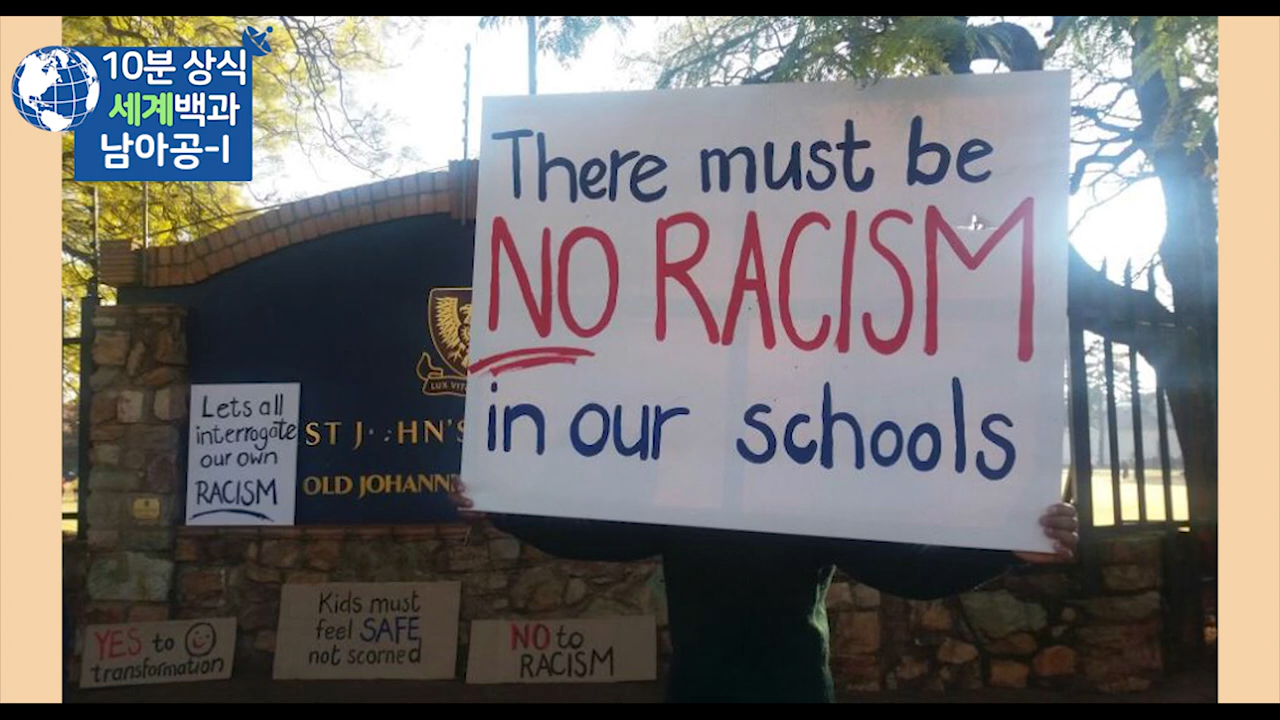 10분 상식
세계백과
남아공-I
There must be
NO RACISM
in our schools
LUX VIT
Lets all
interrogate
our own
RACISM
ST J HN'S
OLD JOHANN
YES to
transformation
Kids must
feel SAFE
not scorned
NO to
RACISM